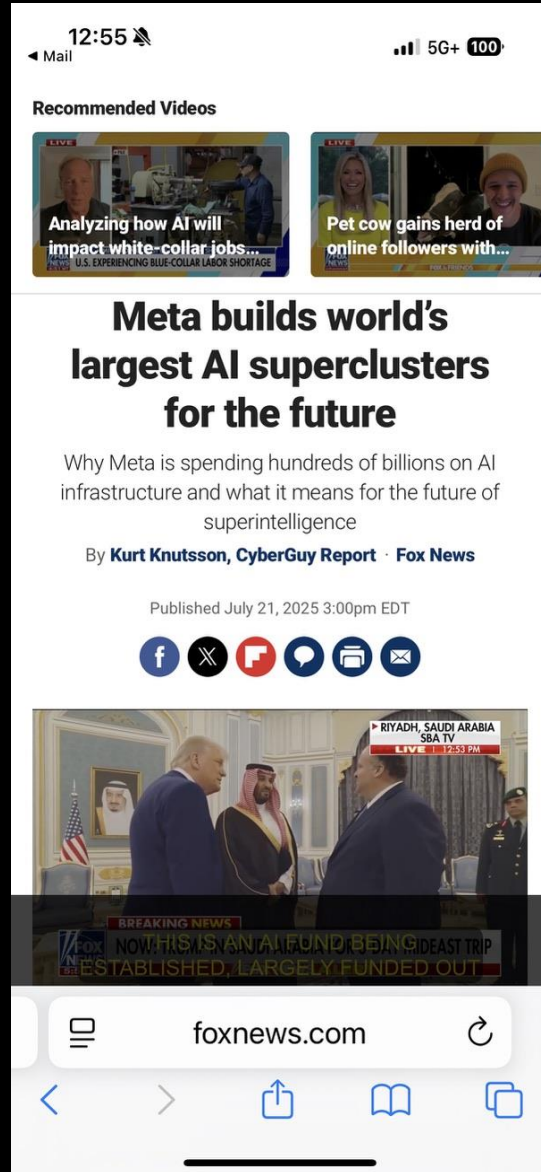 12:55
◀ Mail
5G+ 100
Recommended Videos
LIVE
Analyzing how AI will
impact white-collar jobs...
U.S. EXPERIENCING BLUE-COLLAR LABOR SHORTAGE
LIVE
Pet cow gains herd of
online followers with...
Meta builds world’s
largest AI superclusters
for the future
Why Meta is spending hundreds of billions on AI
infrastructure and what it means for the future of
superintelligence
By Kurt Knutsson, CyberGuy Report · Fox News
Published July 21, 2025 3:00pm EDT
RIYADH, SAUDI ARABIA
SBA TV
LIVE 12:53 PM
BREAKING NEWS
FOX
NEWS
THIS IS AN AI FUND BEING
ESTABLISHED, LARGELY FUNDED OUT
foxnews.com